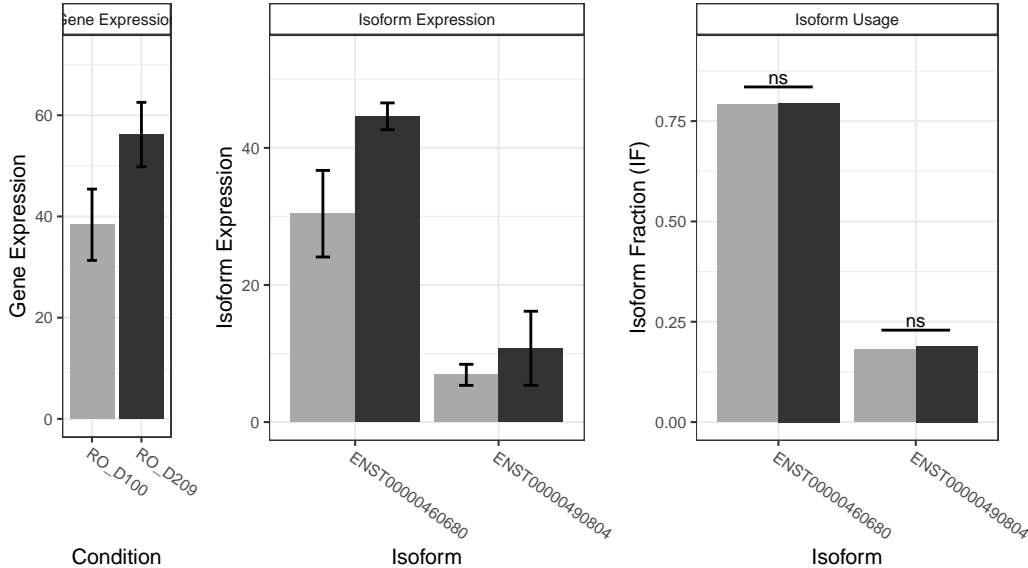 Gene Expression
Gene Expression
60
40
20
0
RO_D100
RO_D209
Condition
Isoform Expression
Isoform Expression
40
20
0
ENST00000460680
ENST00000490804
Isoform
Isoform Usage
Isoform Fraction (IF)
0.75
0.50
0.25
0.00
ns
ns
ENST00000460680
ENST00000490804
Isoform